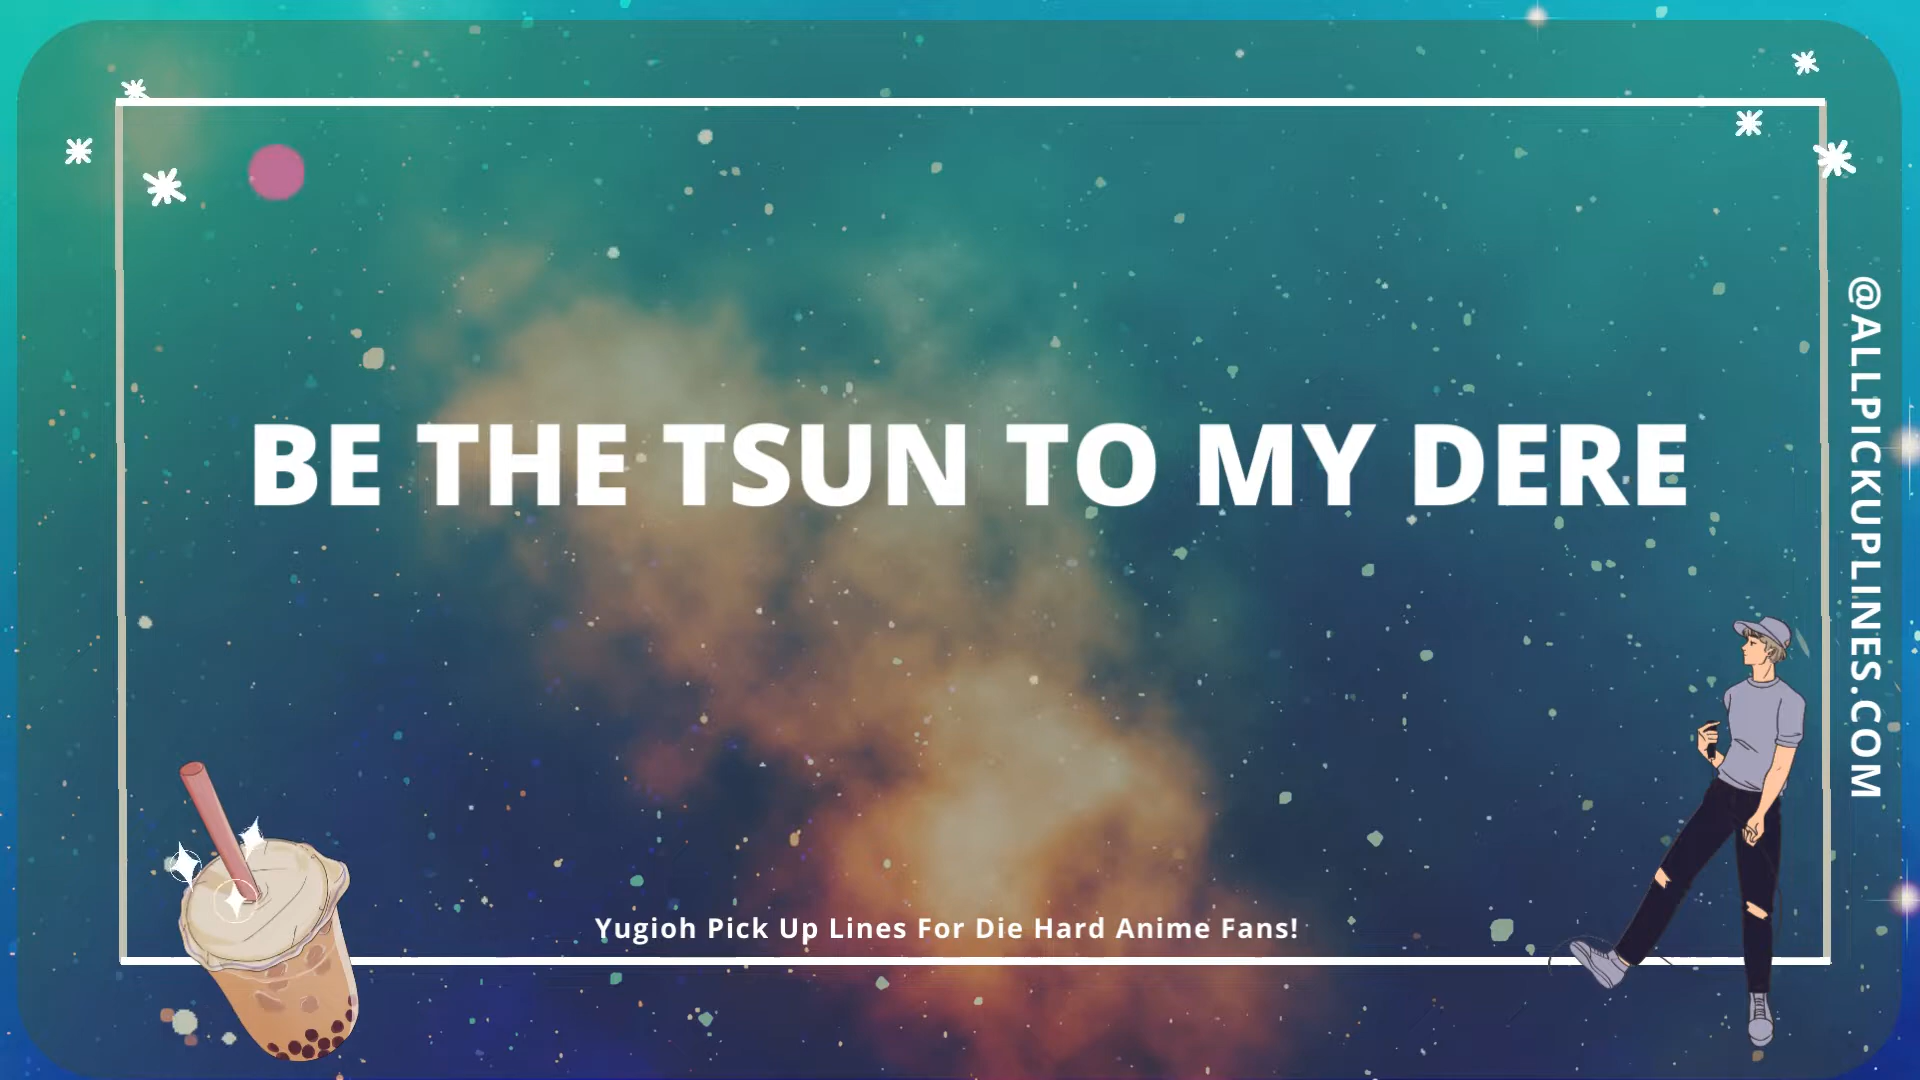 BE THE TSUN TO MY DERE
@ALLPICKUPLINES.COM
Yugioh Pick Up Lines For Die Hard Anime Fans!